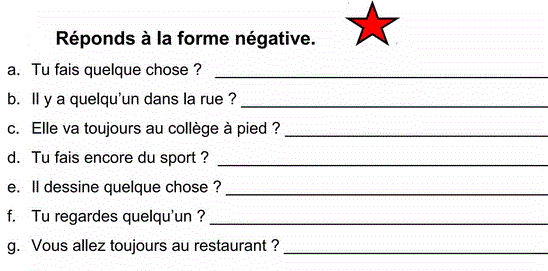 Réponds à la forme négative.
a. Tu fais quelque chose ?
b. Il y a quelqu'un dans la rue ?
c. Elle va toujours au collège à pied ?
d. Tu fais encore du sport ?
e. Il dessine quelque chose ?
f. Tu regardes quelqu'un ?
g. Vous allez toujours au restaurant ?